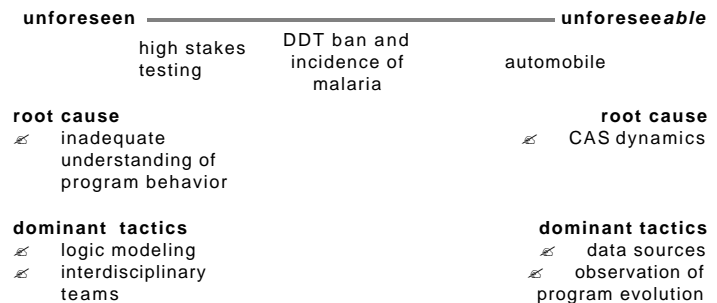 unforeseen unforeseeable
high stakes testing
DDT ban and incidence of malaria
automobile
root cause
inadequate
understanding of
program behavior
root cause
CAS dynamics
dominant tactics
logic modeling
interdisciplinary
teams
dominant tactics
data sources
observation of
program evolution